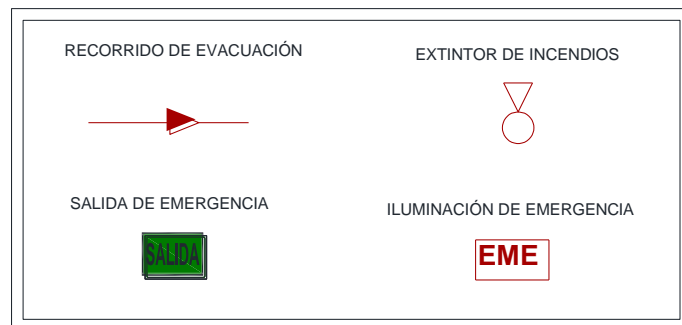 RECORRIDO DE EVACUACIÓN
EXTINTOR DE INCENDIOS
SALIDA DE EMERGENCIA
ILUMINACIÓN DE EMERGENCIA
SALIDA
EME